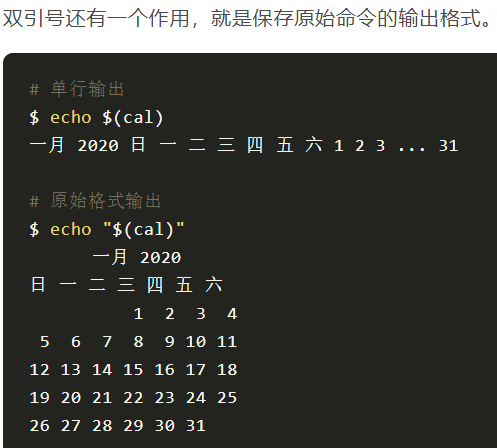 双引号还有一个作用，就是保存原始命令的输出格式。
# 单行输出
$ echo $(cal)
一月 2020 日 一 二 三 四 五 六 1 2 3 ... 31
# 原始格式输出
$ echo "$(cal)"
一月 2020
日 一 二 三 四 五 六
1 2 3 4
5 6 7 8 9 10 11
12 13 14 15 16 17 18
19 20 21 22 23 24 25
26 27 28 29 30 31